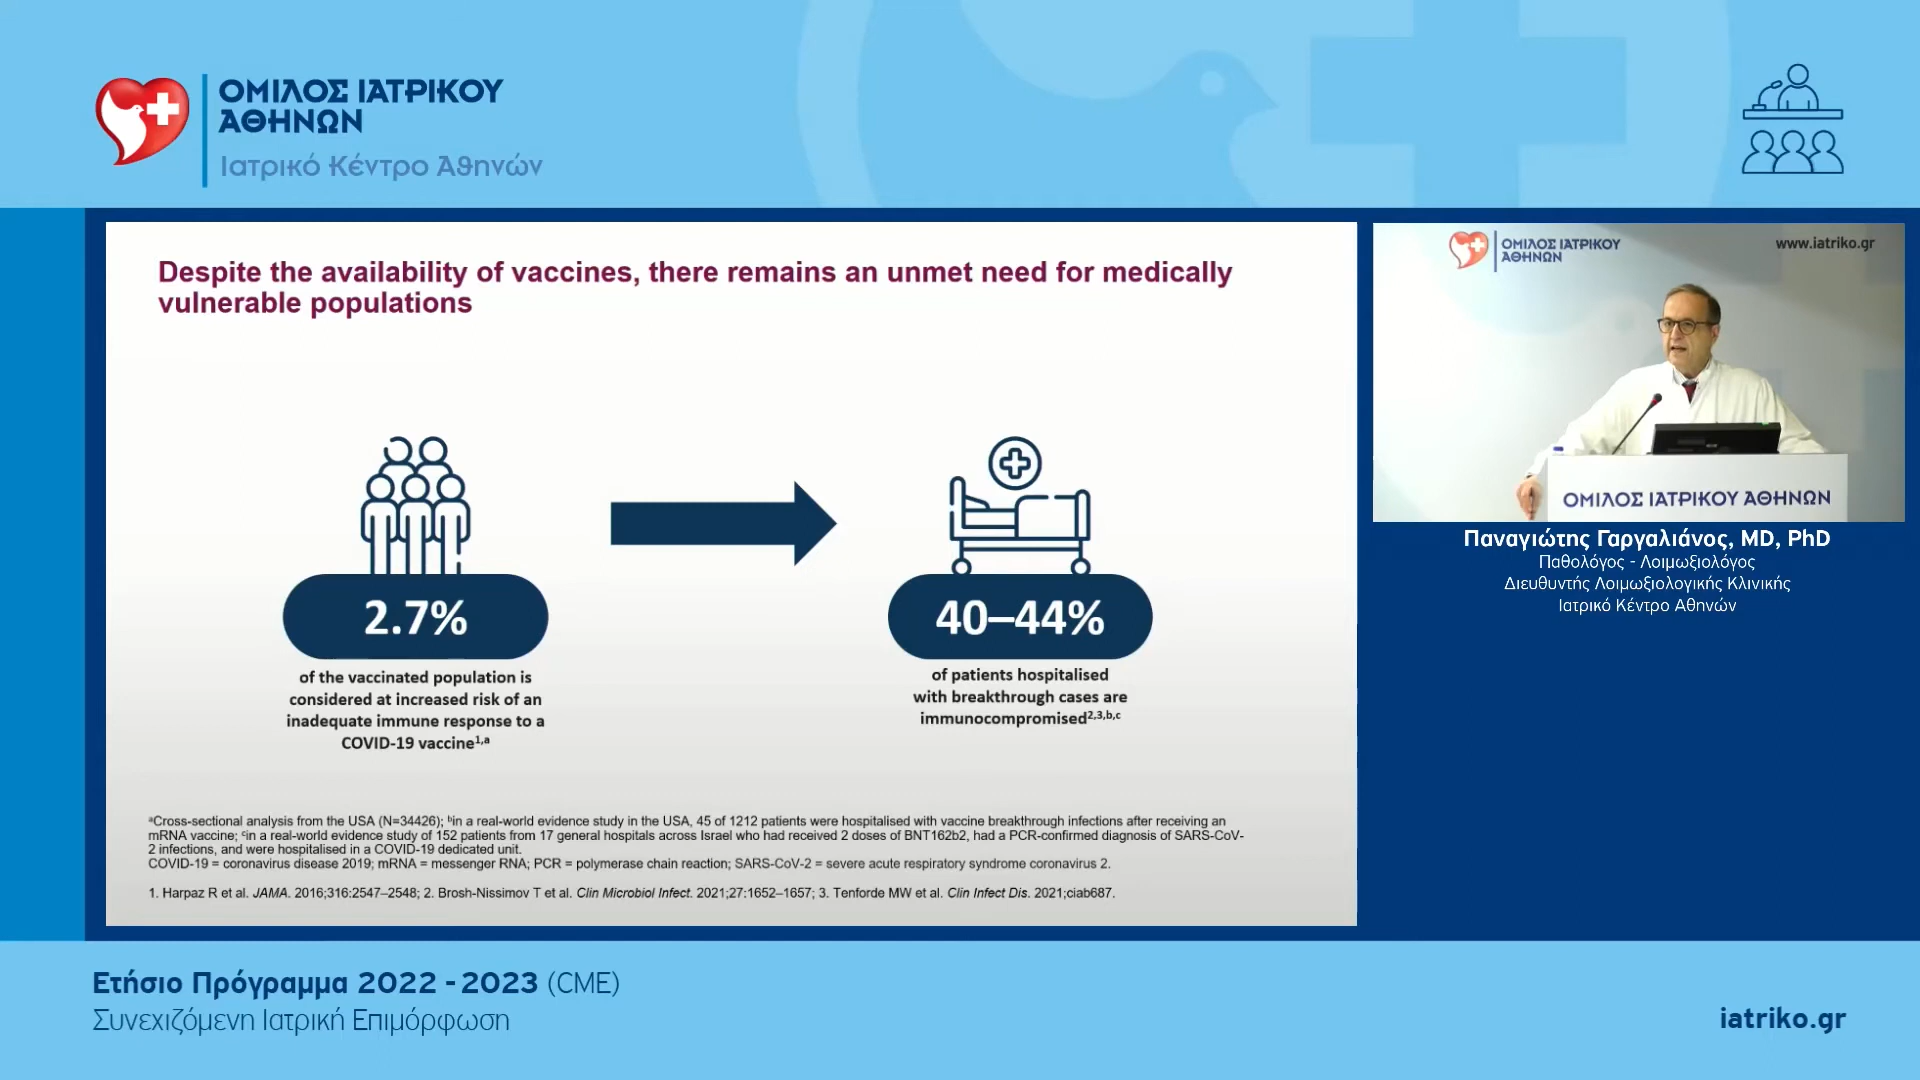 ΟΜΙΛΟΣ ΙΑΤΡΙΚΟΥ
ΑΘΗΝΩΝ
Ιατρικό Κέντρο Αθηνών
Despite the availability of vaccines, there remains an unmet need for medically
vulnerable populations
2.7%
of the vaccinated population is
considered at increased risk of an
inadequate immune response to a
COVID-19 vaccine1,a
40–44%
of patients hospitalised
with breakthrough cases are
immunocompromised2,3,b,c
aCross-sectional analysis from the USA (N=34426); bin a real-world evidence study in the USA, 45 of 1212 patients were hospitalised with vaccine breakthrough infections after receiving an
mRNA vaccine; cin a real-world evidence study of 152 patients from 17 general hospitals across Israel who had received 2 doses of BNT162b2, had a PCR-confirmed diagnosis of SARS-CoV-
2 infections, and were hospitalised in a COVID-19 dedicated unit.
COVID-19 = coronavirus disease 2019; mRNA = messenger RNA; PCR = polymerase chain reaction; SARS-CoV-2 = severe acute respiratory syndrome coronavirus 2.
1. Harpaz R et al. JAMA. 2016;316:2547–2548; 2. Brosh-Nissimov T et al. Clin Microbiol Infect. 2021;27:1652–1657; 3. Tenforde MW et al. Clin Infect Dis. 2021;ciab687.
ΟΜΙΛΟΣ ΙΑΤΡΙΚΟΥ
ΑΘΗΝΩΝ
www.iatriko.gr
ΟΜΙΛΟΣ ΙΑΤΡΙΚΟΥ ΑΘΗΝΩΝ
Παναγιώτης Γαργαλιάνος, MD, PhD
Παθολόγος - Λοιμωξιολόγος
Διευθυντής Λοιμωξιολογικής Κλινικής
Ιατρικό Κέντρο Αθηνών
Ετήσιο Πρόγραμμα 2022 - 2023 (CME)
Συνεχιζόμενη Ιατρική Επιμόρφωση
iatriko.gr